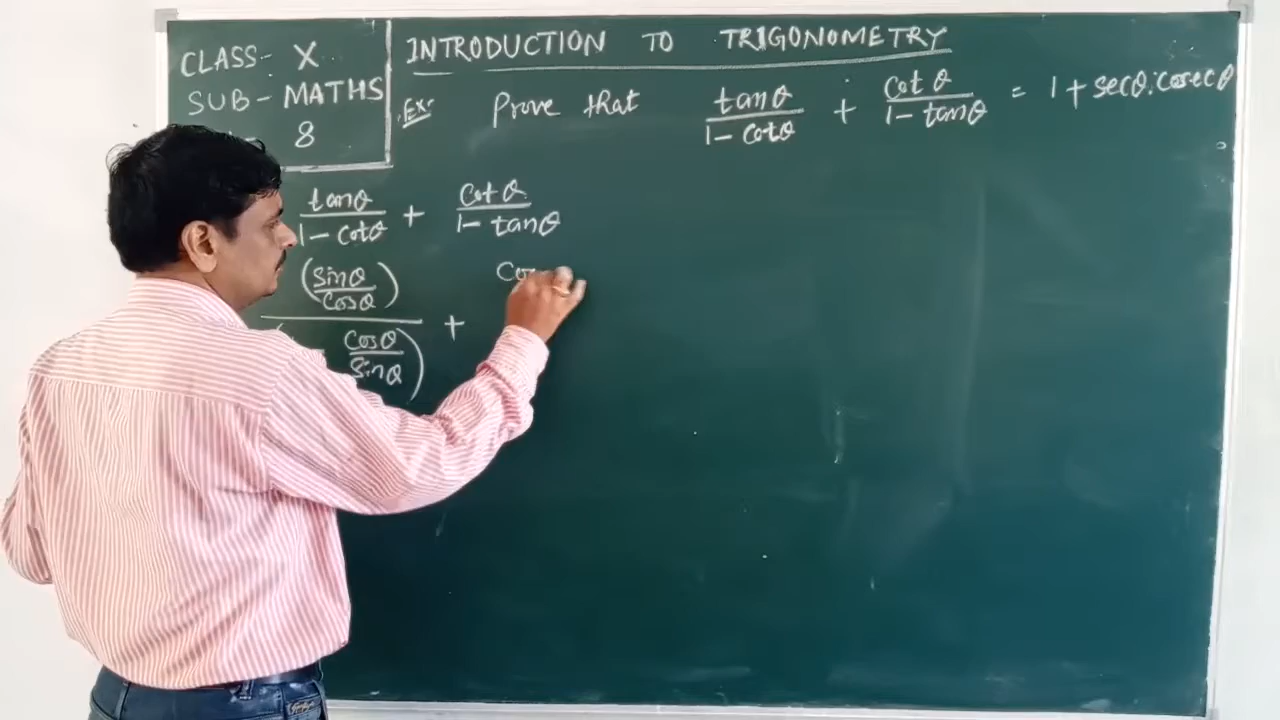 CLASS- X
SUB - MATHS
8
INTRODUCTION TO TRIGONOMETRY
Ex:- Prove that tanθ/(1 - cotθ) + cotθ/(1 - tanθ) = 1 + secθ.cosecθ
tanθ/(1 - cotθ) + cotθ/(1 - tanθ)
(sinθ/cosθ)/( cosθ/sinθ) + Co